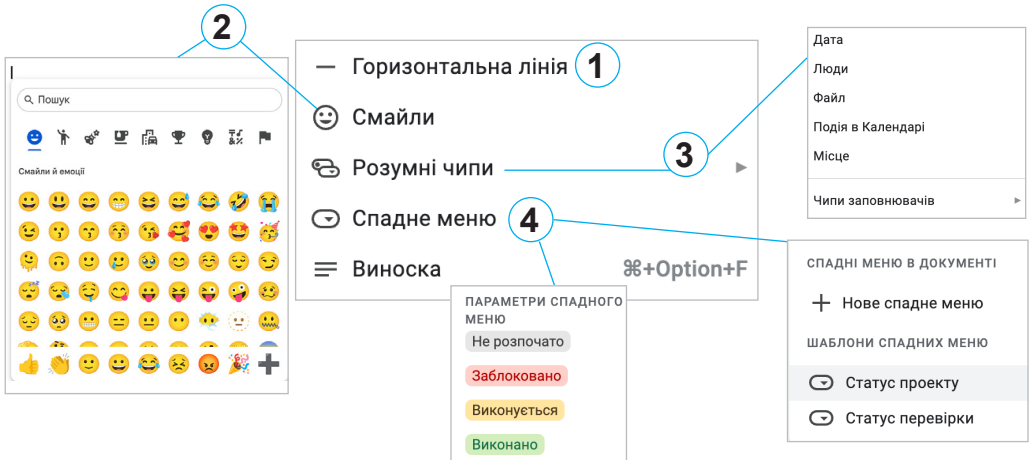 2
Пошук
Смайли й емоції
Горизонтальна лінія 1
Смайли
Розумні чипи 3
Спадне меню 4
Виноска ⌘+Option+F
Дата
Люди
Файл
Подія в Календарі
Місце
Чипи заповнювачів
ПАРАМЕТРИ СПАДНОГО
МЕНЮ
Не розпочато
Заблоковано
Виконується
Виконано
СПАДНІ МЕНЮ В ДОКУМЕНТІ
+ Нове спадне меню
ШАБЛОНИ СПАДНИХ МЕНЮ
Статус проекту
Статус перевірки